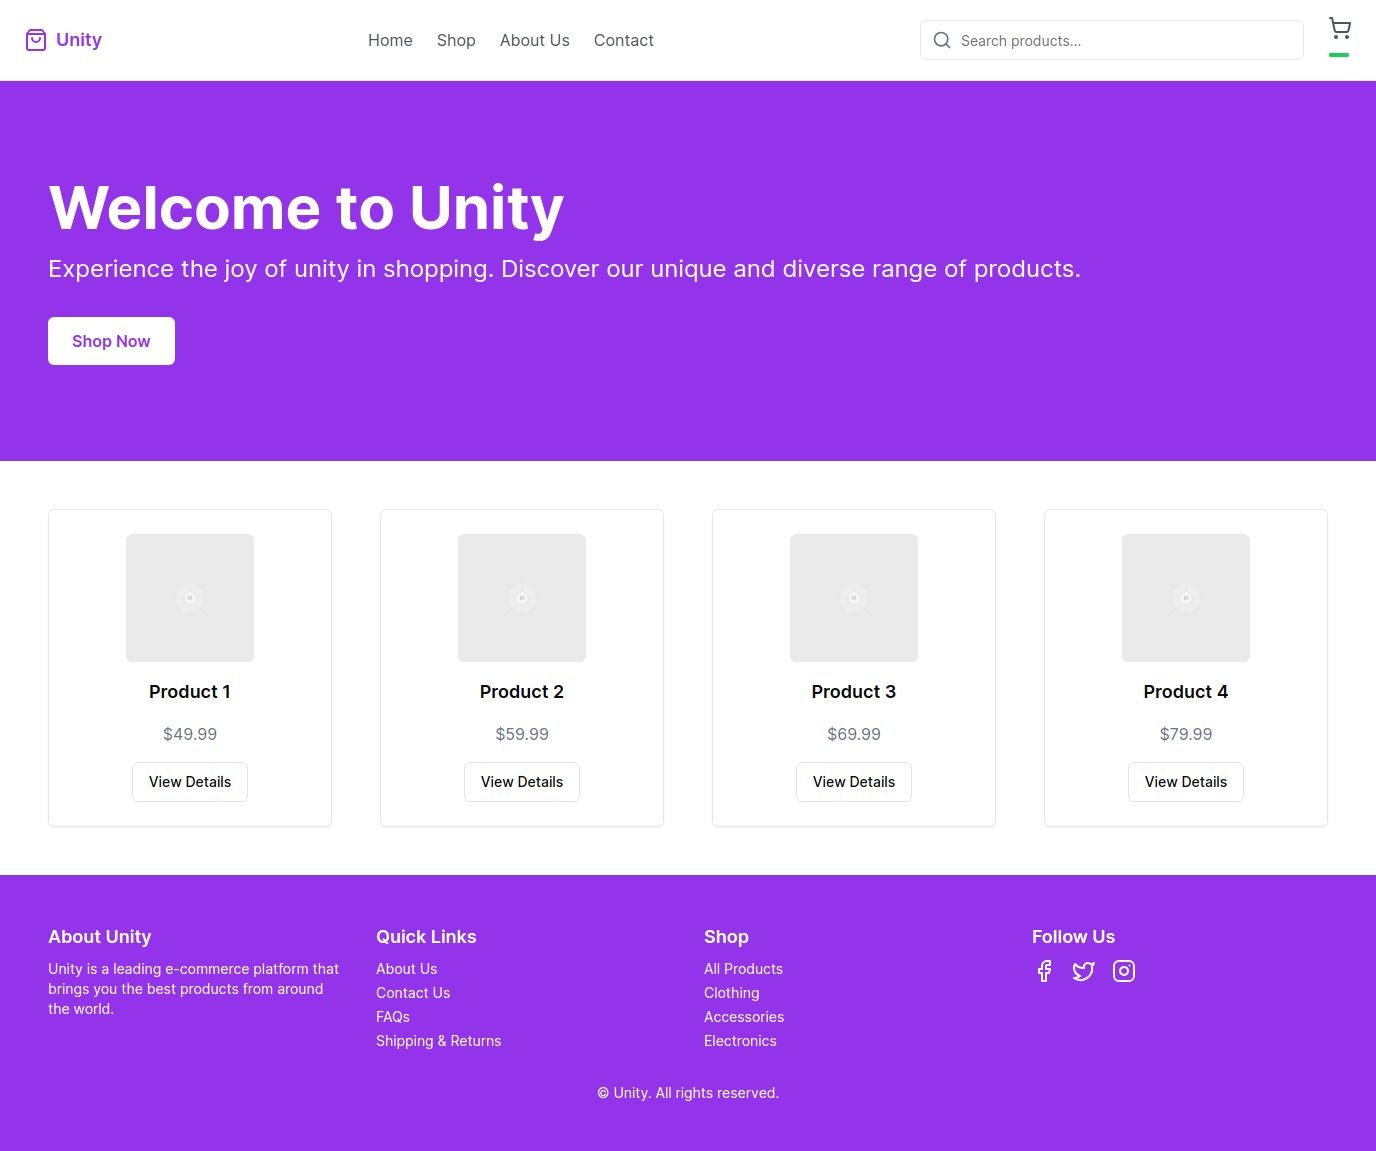 Unity
Home
Shop
About Us
Contact
Search products...
Welcome to Unity
Experience the joy of unity in shopping. Discover our unique and diverse range of products.
Shop Now
Product 1
$49.99
View Details
Product 2
$59.99
View Details
Product 3
$69.99
View Details
Product 4
$79.99
View Details
About Unity
Unity is a leading e-commerce platform that
brings you the best products from around
the world.
Quick Links
About Us
Contact Us
FAQs
Shipping & Returns
Shop
All Products
Clothing
Accessories
Electronics
Follow Us
© Unity. All rights reserved.